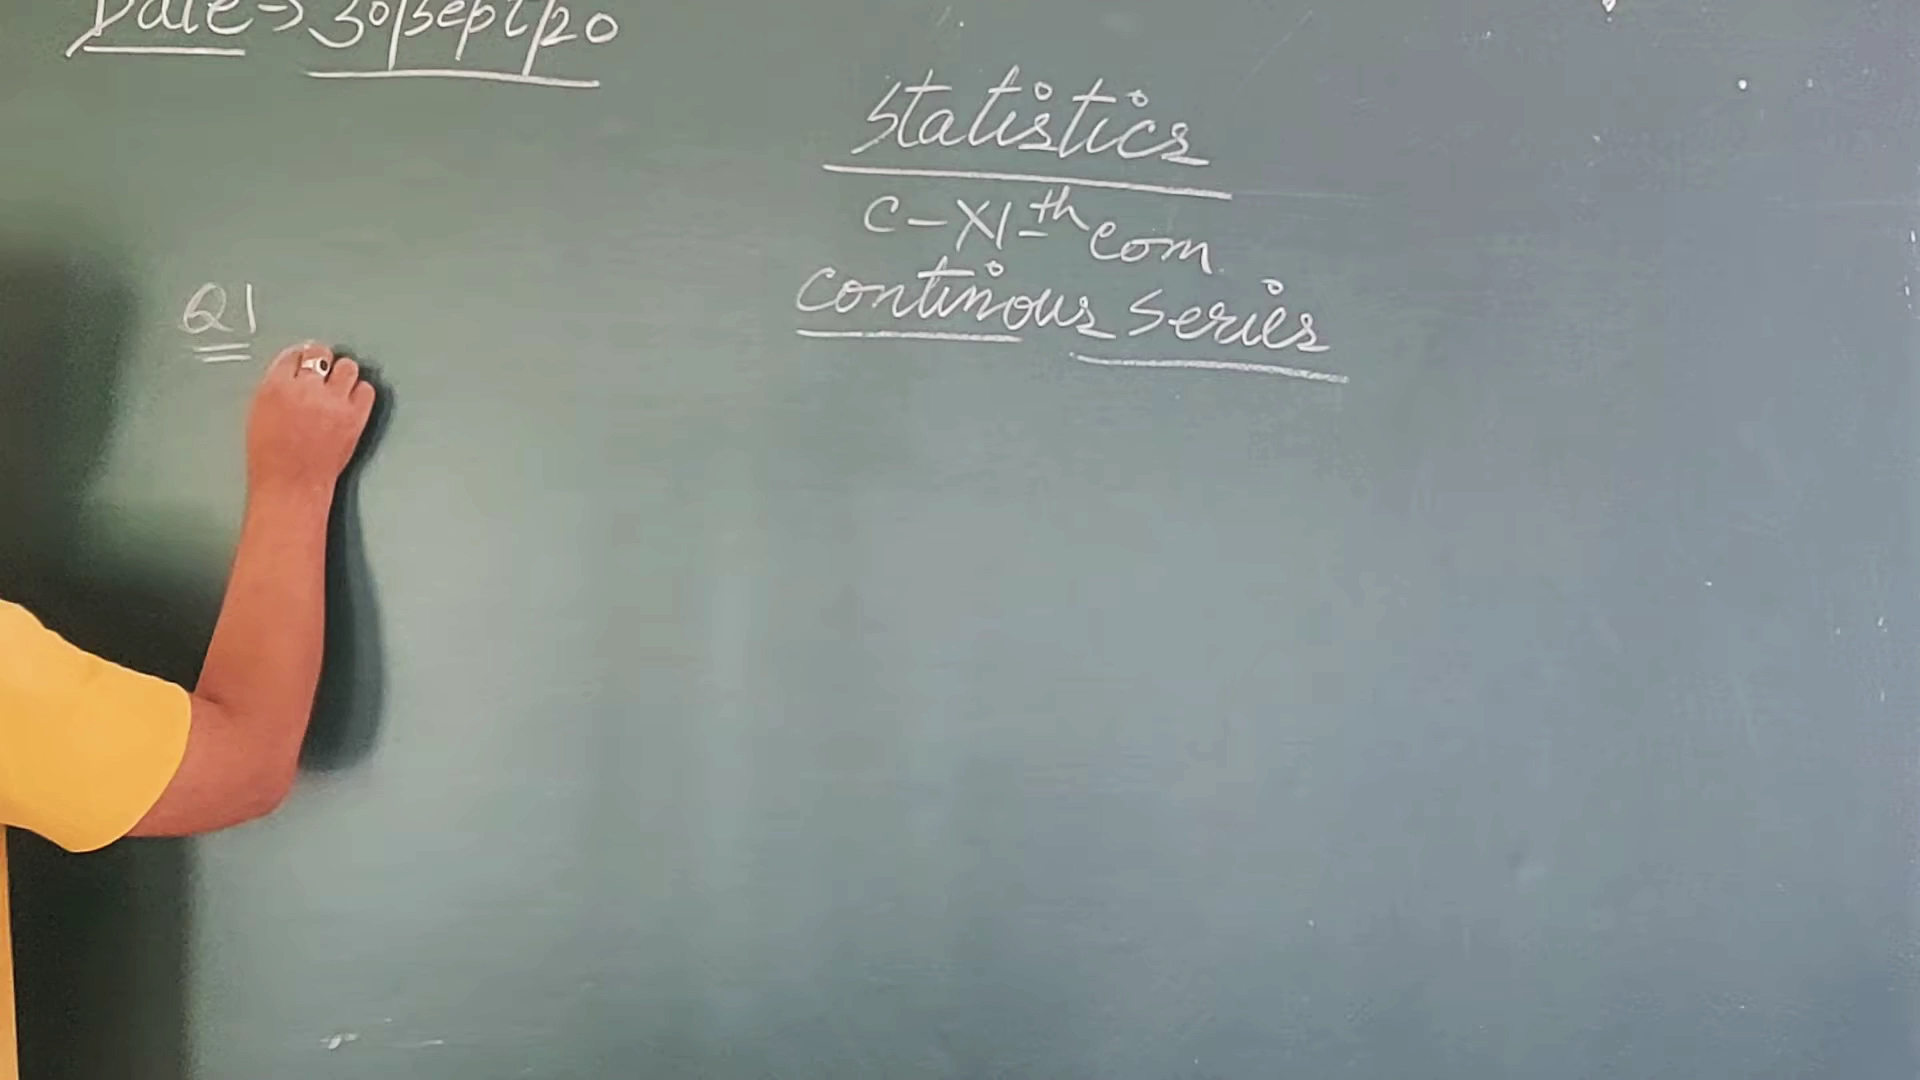 Date → 30/Sept/20
Statistics
C-XI-th com
Continous Series
Q1